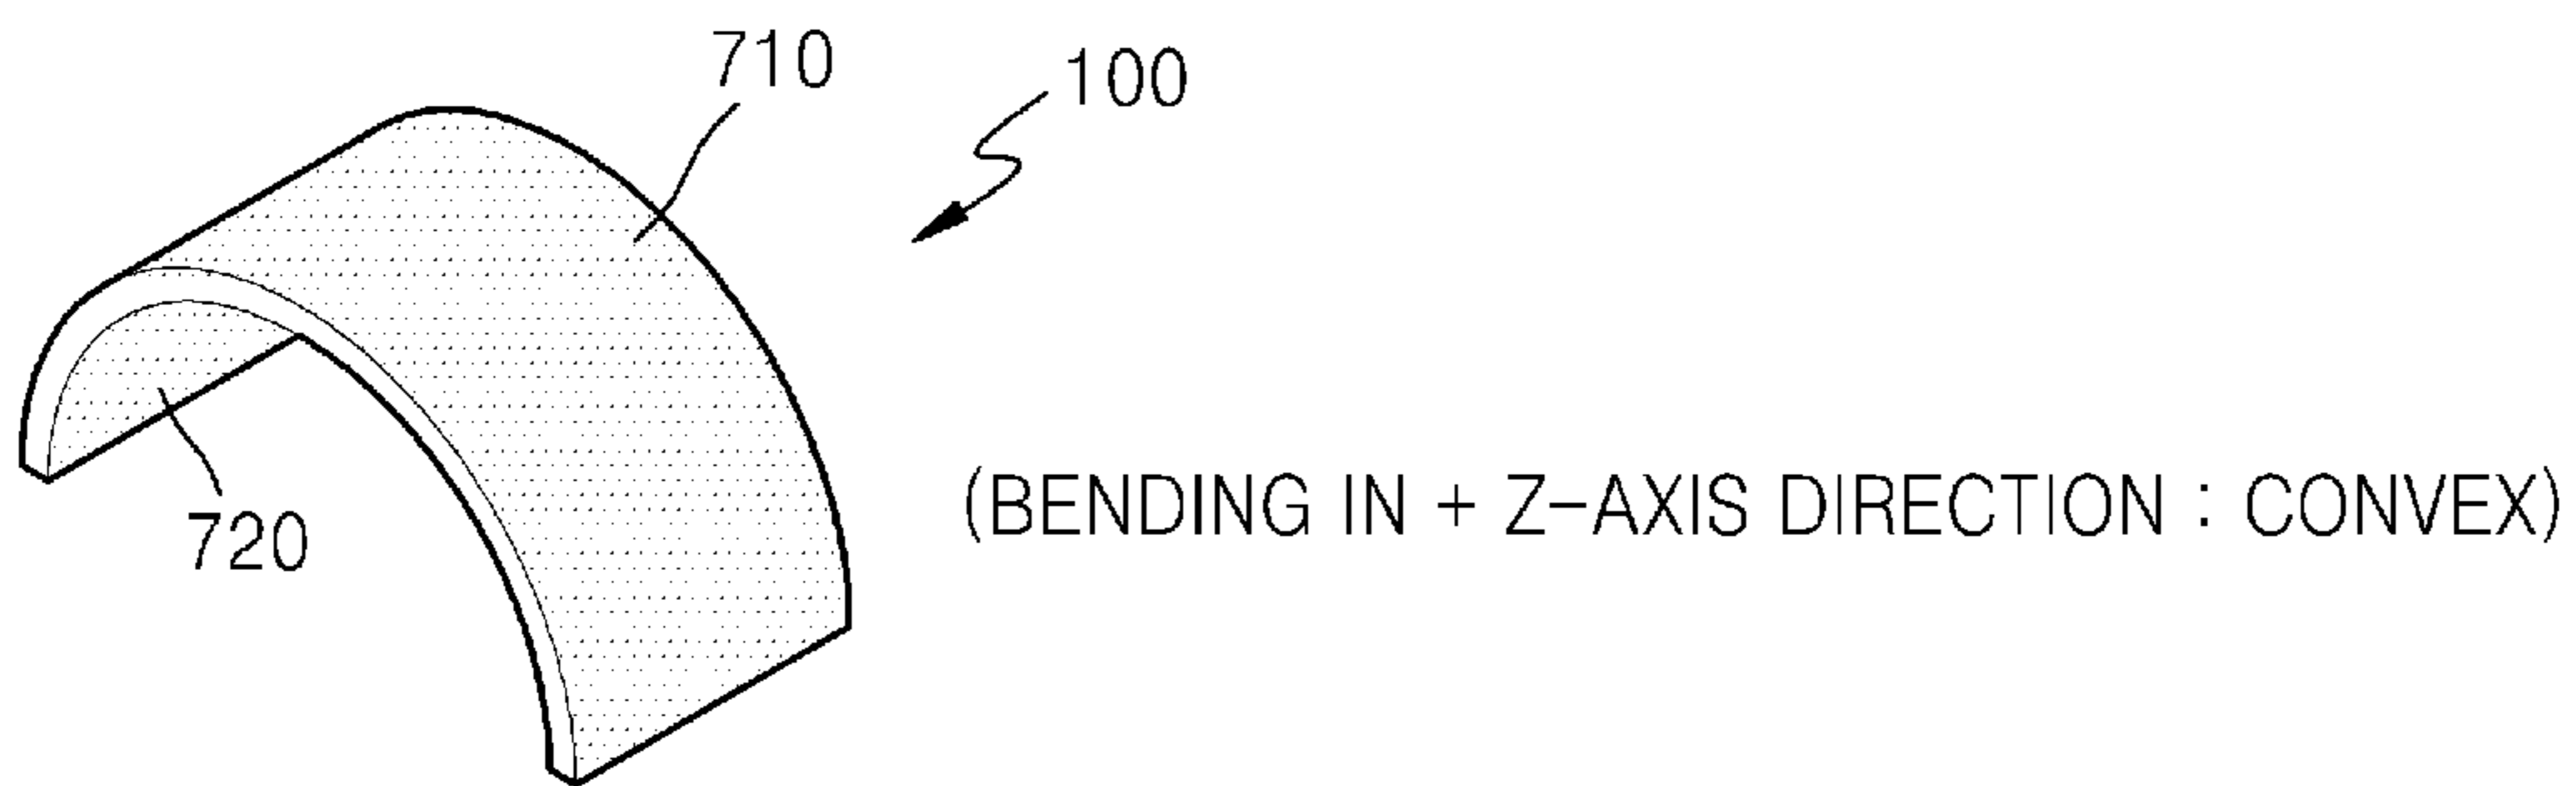 710
100
720
(BENDING IN + Z-AXIS DIRECTION : CONVEX)